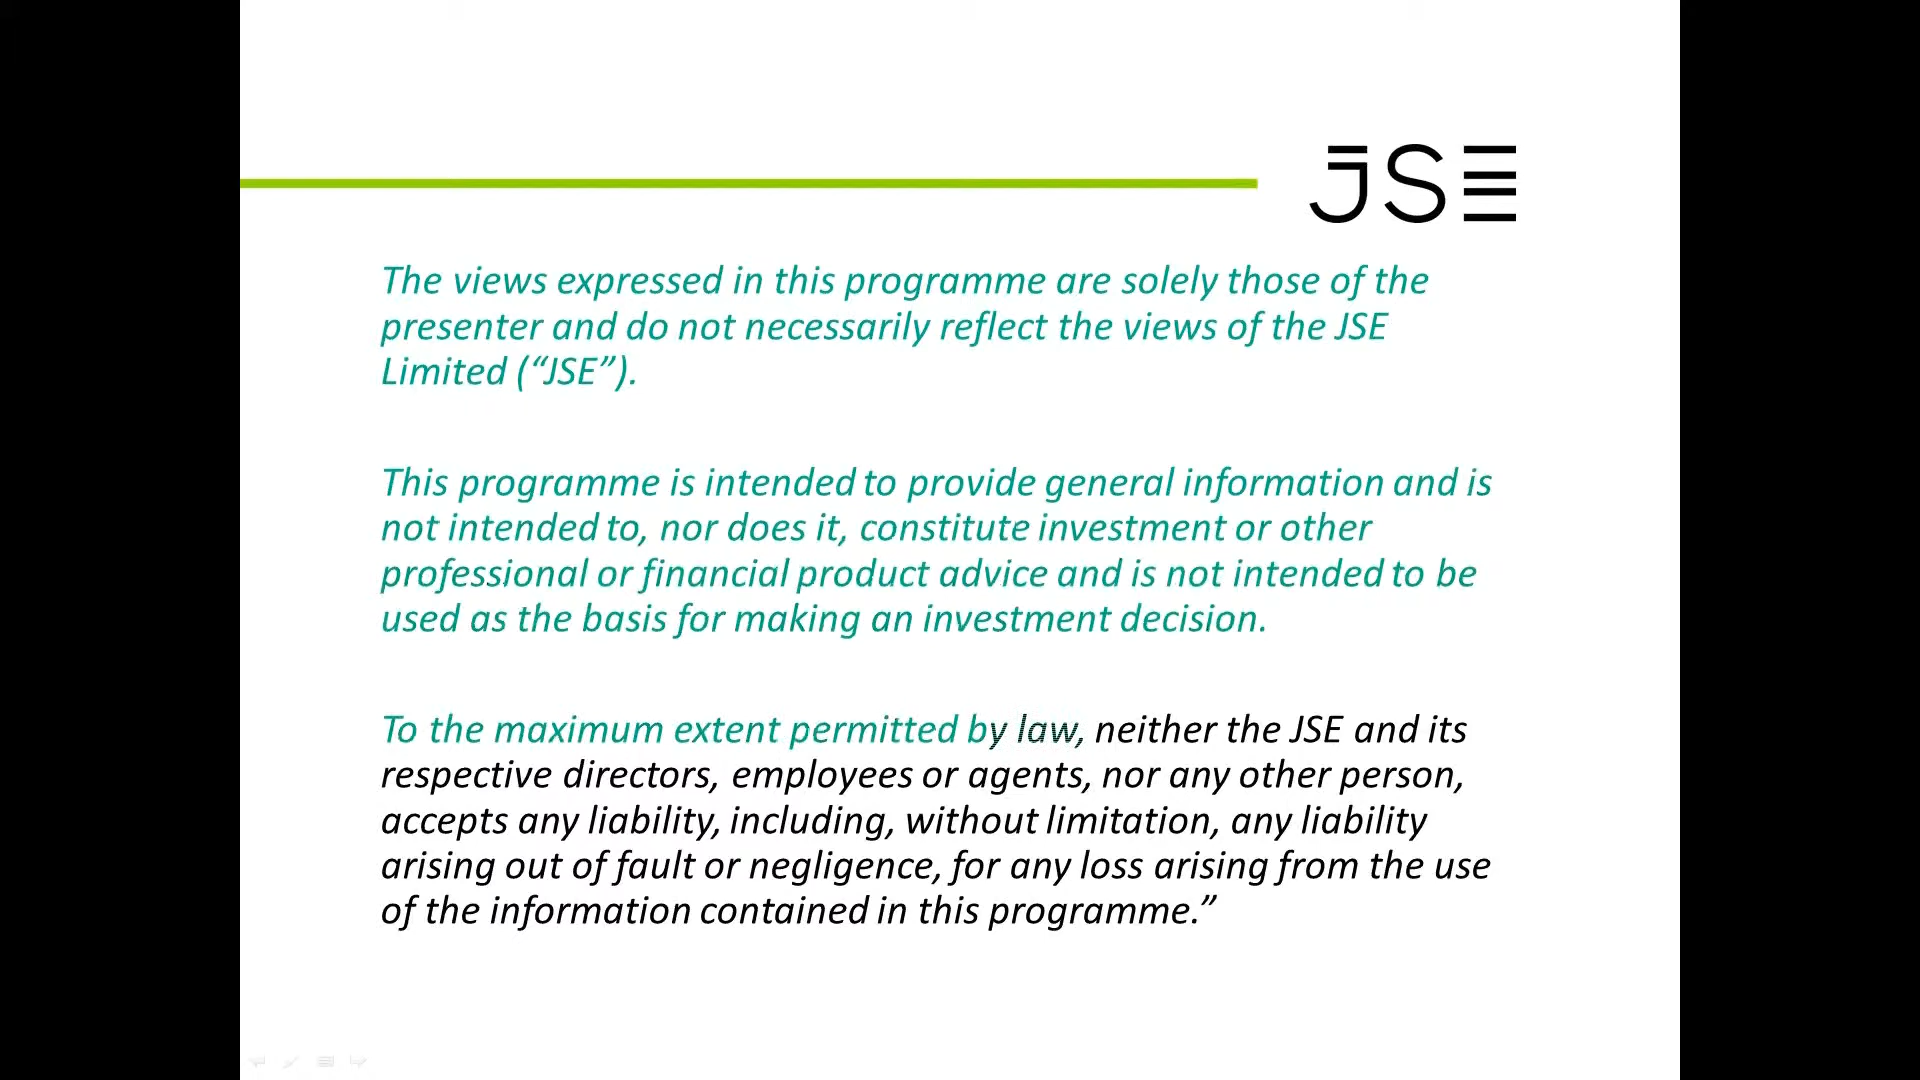 JSE
The views expressed in this programme are solely those of the
presenter and do not necessarily reflect the views of the JSE
Limited (“JSE”).
This programme is intended to provide general information and is
not intended to, nor does it, constitute investment or other
professional or financial product advice and is not intended to be
used as the basis for making an investment decision.
To the maximum extent permitted by law, neither the JSE and its
respective directors, employees or agents, nor any other person,
accepts any liability, including, without limitation, any liability
arising out of fault or negligence, for any loss arising from the use
of the information contained in this programme.”